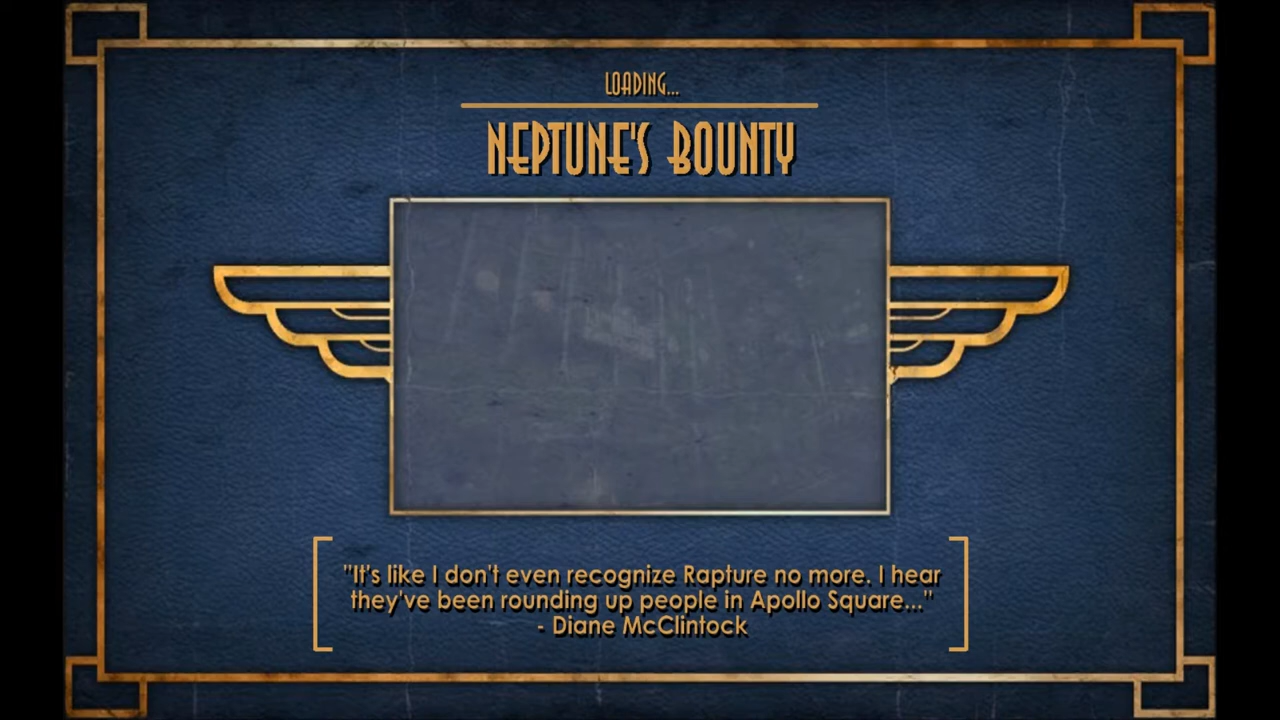 LOADING...
NEPTUNE'S BOUNTY
"It's like I don't even recognize Rapture no more. I hear
they've been rounding up people in Apollo Square..."
- Diane McClintock